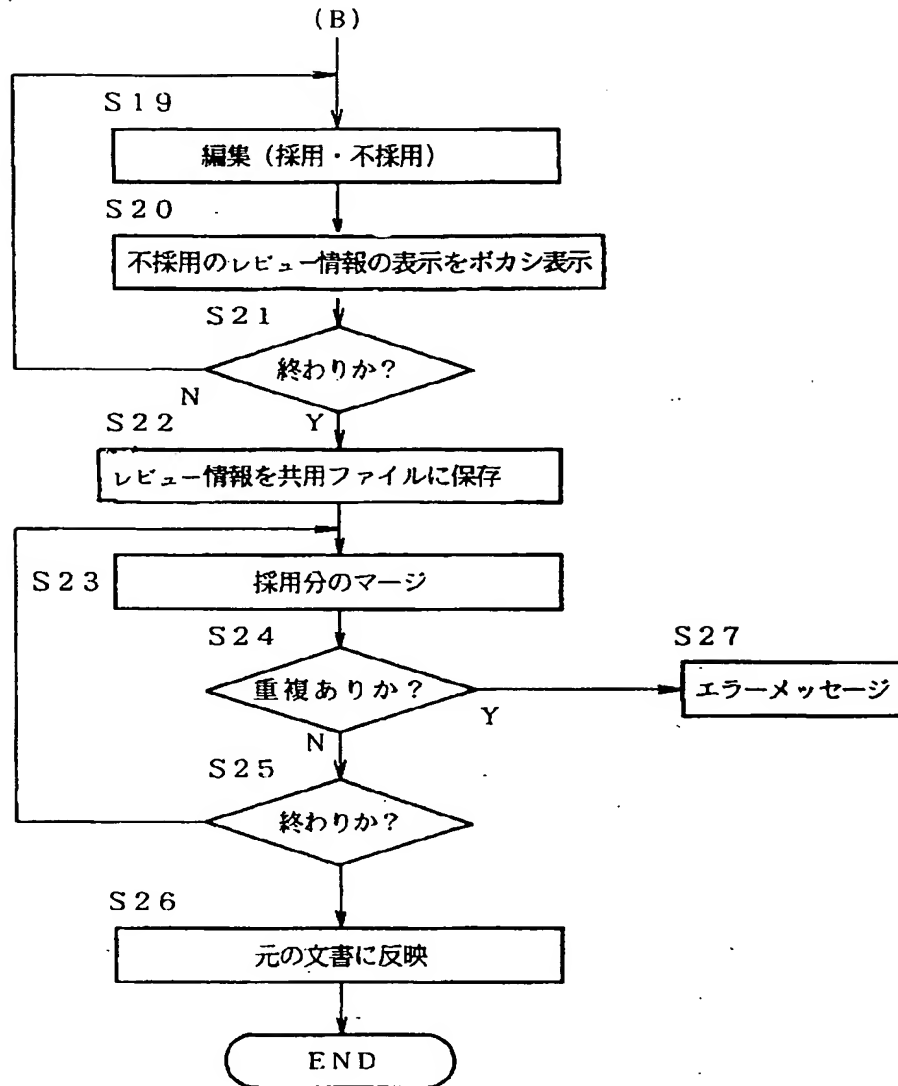 (B)
S19
編集(採用・不採用)
S20
不採用のレビュー情報の表示をボカシ表示
S21
終わりか?
N
Y
S22
レビュー情報を共用ファイルに保存
S23
採用分のマージ
S24
重複ありか?
Y
N
S27
エラーメッセージ
S25
終わりか?
S26
元の文書に反映
END